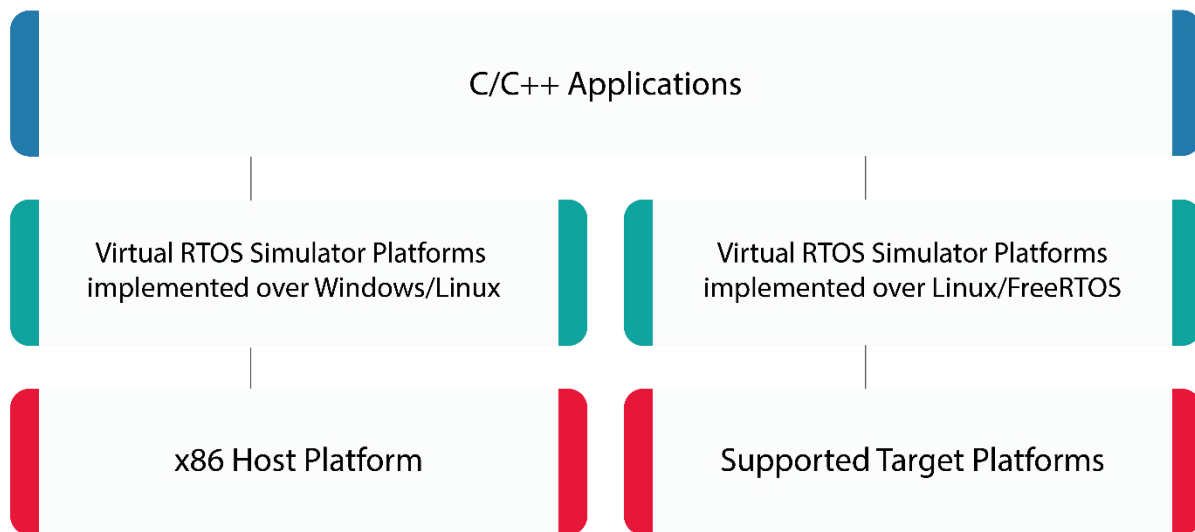 C/C++ Applications
Virtual RTOS Simulator Platforms
implemented over Windows/Linux
Virtual RTOS Simulator Platforms
implemented over Linux/FreeRTOS
x86 Host Platform
Supported Target Platforms